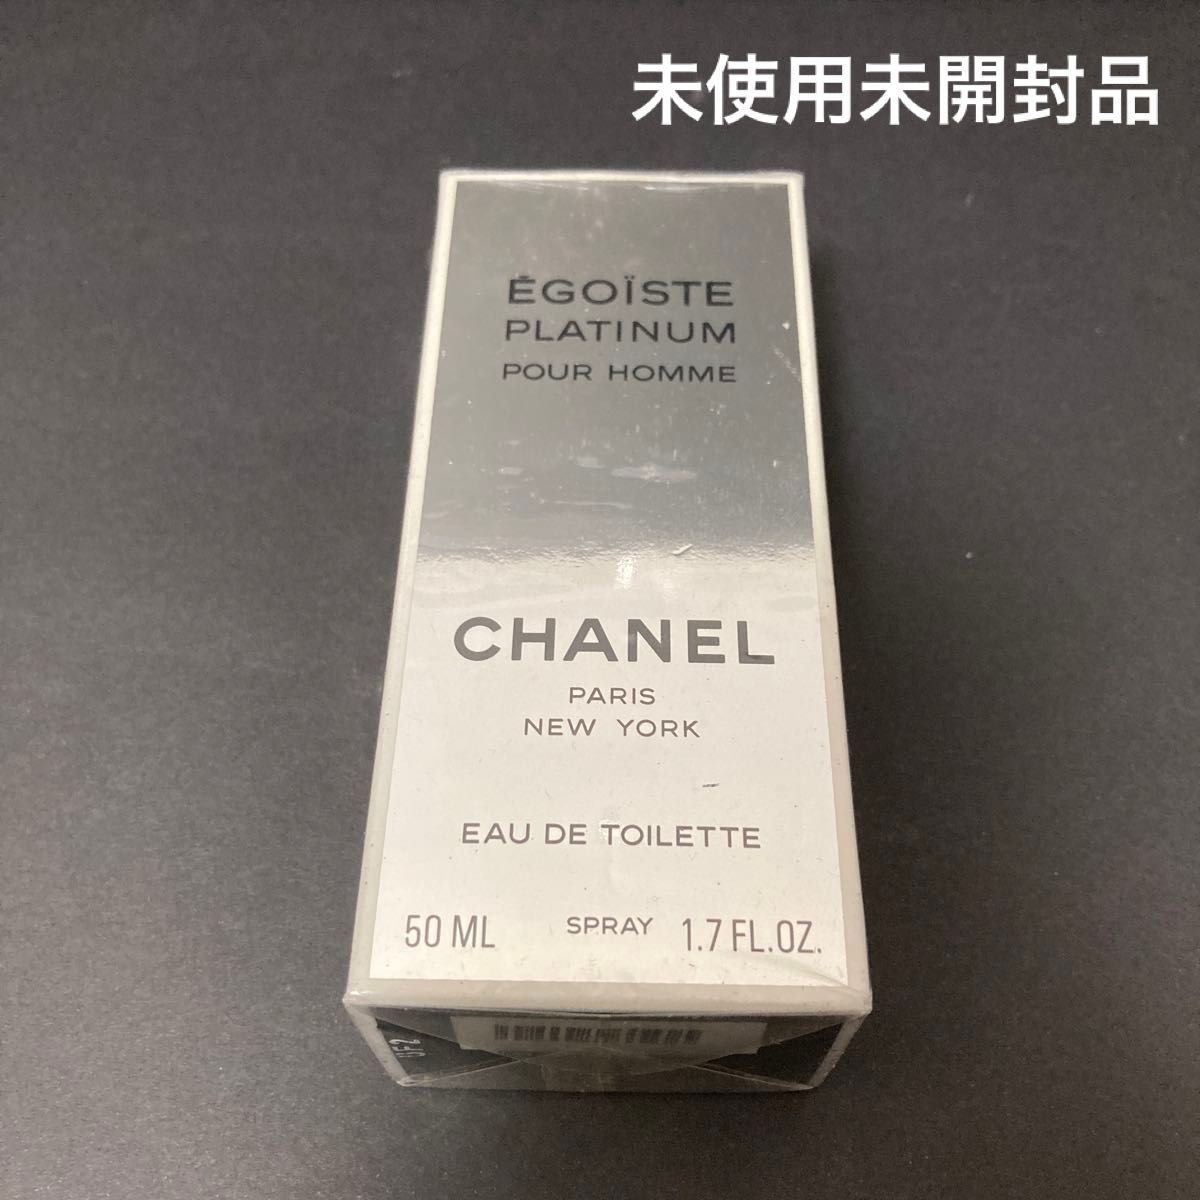 未使用未開封品
ÉGOÏSTE
PLATINUM
POUR HOMME
CHANEL
PARIS
NEW YORK
EAU DE TOILETTE
50 ML SPRAY 1.7 FL.OZ.
UF2